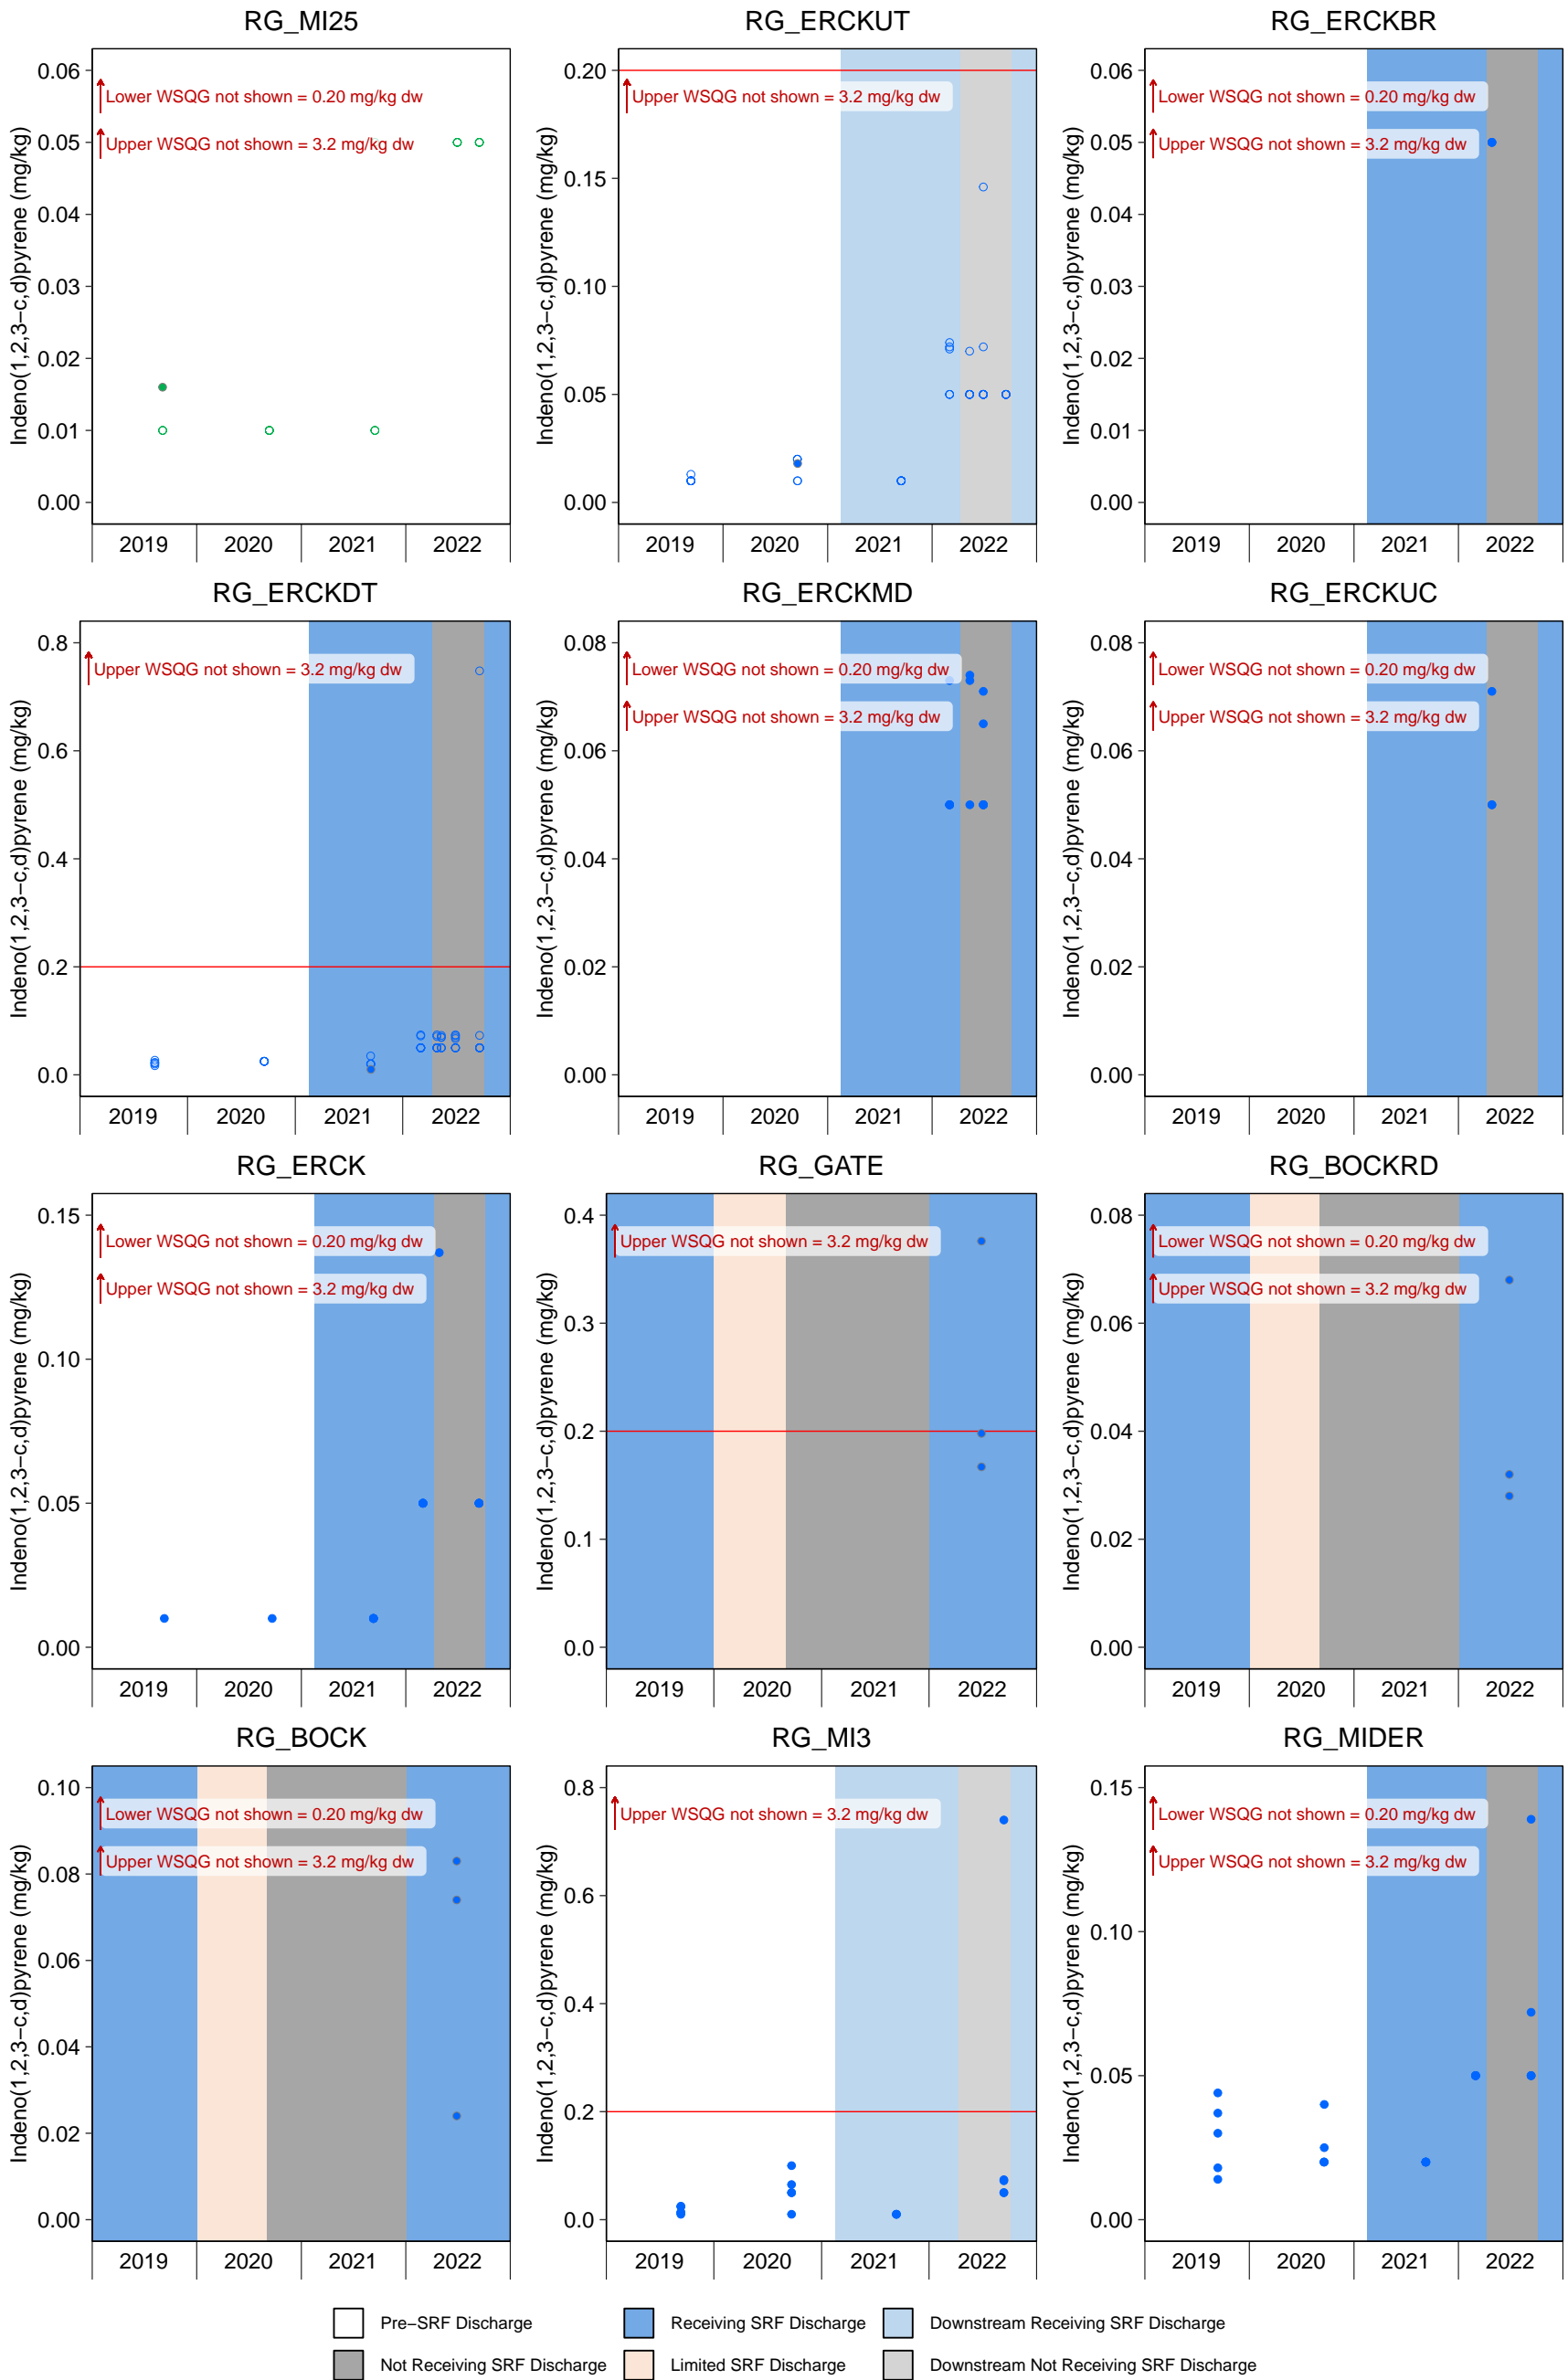 RG_MI25
RG_ERCKUT
RG_ERCKBR
Indeno(1,2,3−c,d)pyrene (mg/kg)
0.06
0.05
0.04
0.03
0.02
0.01
0.00
Lower WSQG not shown = 0.20 mg/kg dw
Upper WSQG not shown = 3.2 mg/kg dw
2019 2020 2021 2022
Indeno(1,2,3−c,d)pyrene (mg/kg)
0.20
0.15
0.10
0.05
0.00
Upper WSQG not shown = 3.2 mg/kg dw
2019 2020 2021 2022
Indeno(1,2,3−c,d)pyrene (mg/kg)
0.06
0.05
0.04
0.03
0.02
0.01
0.00
Lower WSQG not shown = 0.20 mg/kg dw
Upper WSQG not shown = 3.2 mg/kg dw
2019 2020 2021 2022
RG_ERCKDT
RG_ERCKMD
RG_ERCKUC
Indeno(1,2,3−c,d)pyrene (mg/kg)
0.8
0.6
0.4
0.2
0.0
Upper WSQG not shown = 3.2 mg/kg dw
2019 2020 2021 2022
Indeno(1,2,3−c,d)pyrene (mg/kg)
0.08
0.06
0.04
0.02
0.00
Lower WSQG not shown = 0.20 mg/kg dw
Upper WSQG not shown = 3.2 mg/kg dw
2019 2020 2021 2022
Indeno(1,2,3−c,d)pyrene (mg/kg)
0.08
0.06
0.04
0.02
0.00
Lower WSQG not shown = 0.20 mg/kg dw
Upper WSQG not shown = 3.2 mg/kg dw
2019 2020 2021 2022
RG_ERCK
RG_GATE
RG_BOCKRD
Indeno(1,2,3−c,d)pyrene (mg/kg)
0.15
0.10
0.05
0.00
Lower WSQG not shown = 0.20 mg/kg dw
Upper WSQG not shown = 3.2 mg/kg dw
2019 2020 2021 2022
Indeno(1,2,3−c,d)pyrene (mg/kg)
0.4
0.3
0.2
0.1
0.0
Upper WSQG not shown = 3.2 mg/kg dw
2019 2020 2021 2022
Indeno(1,2,3−c,d)pyrene (mg/kg)
0.08
0.06
0.04
0.02
0.00
Lower WSQG not shown = 0.20 mg/kg dw
Upper WSQG not shown = 3.2 mg/kg dw
2019 2020 2021 2022
RG_BOCK
RG_MI3
RG_MIDER
Indeno(1,2,3−c,d)pyrene (mg/kg)
0.10
0.08
0.06
0.04
0.02
0.00
Lower WSQG not shown = 0.20 mg/kg dw
Upper WSQG not shown = 3.2 mg/kg dw
2019 2020 2021 2022
Indeno(1,2,3−c,d)pyrene (mg/kg)
0.8
0.6
0.4
0.2
0.0
Upper WSQG not shown = 3.2 mg/kg dw
2019 2020 2021 2022
Indeno(1,2,3−c,d)pyrene (mg/kg)
0.15
0.10
0.05
0.00
Lower WSQG not shown = 0.20 mg/kg dw
Upper WSQG not shown = 3.2 mg/kg dw
2019 2020 2021 2022
Pre−SRF Discharge
Receiving SRF Discharge
Downstream Receiving SRF Discharge
Not Receiving SRF Discharge
Limited SRF Discharge
Downstream Not Receiving SRF Discharge